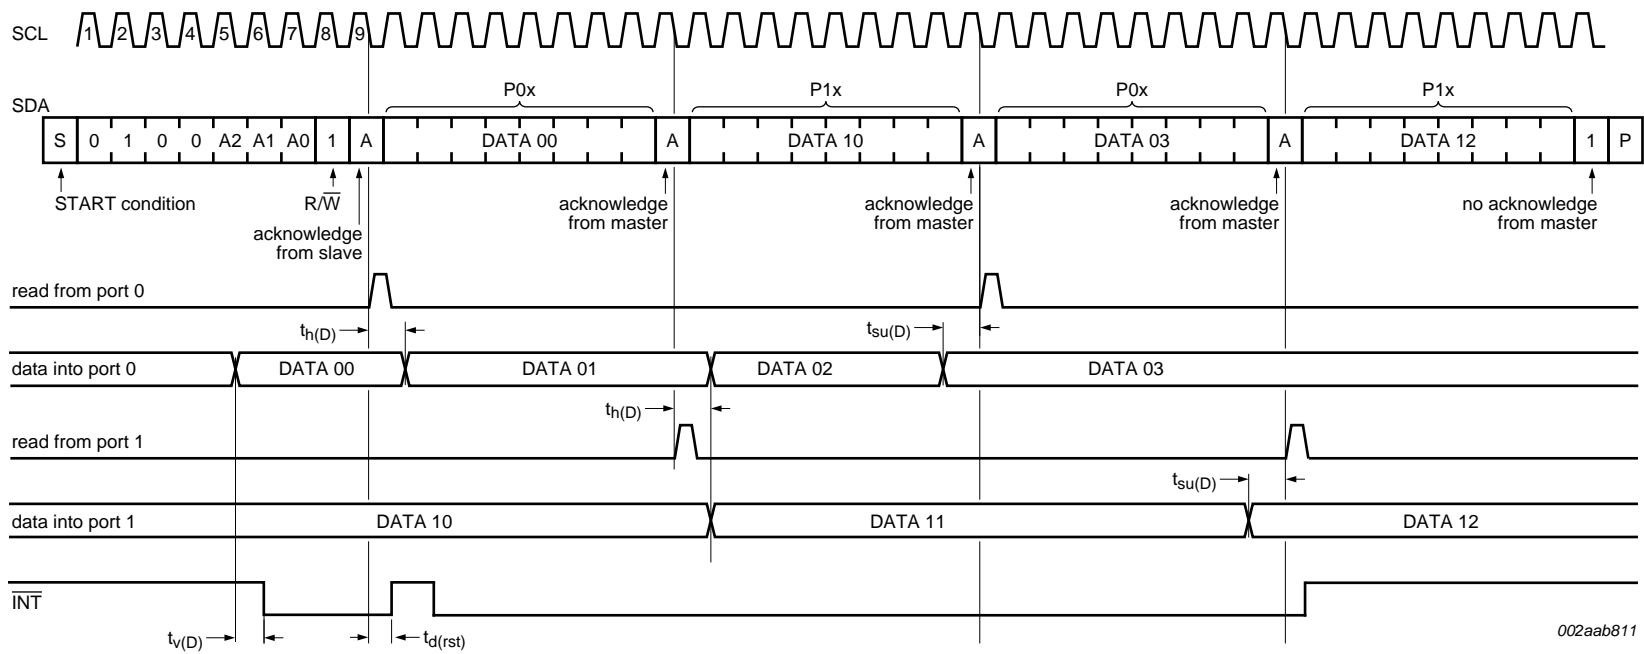 SCL 1 2 3 4 5 6 7 8 9
P0x P1x P0x P1x
SDA
S 0 1 0 0 A2 A1 A0 1 A DATA 00 A DATA 10 A DATA 03 A DATA 12 1 P
START condition R/W̅ acknowledge from master acknowledge from master acknowledge from master no acknowledge from master
acknowledge from slave
read from port 0
th(D) tsu(D)
data into port 0 DATA 00 DATA 01 DATA 02 DATA 03
th(D)
read from port 1
tsu(D)
data into port 1 DATA 10 DATA 11 DATA 12
I̅N̅T̅
tv(D) td(rst)
002aab811